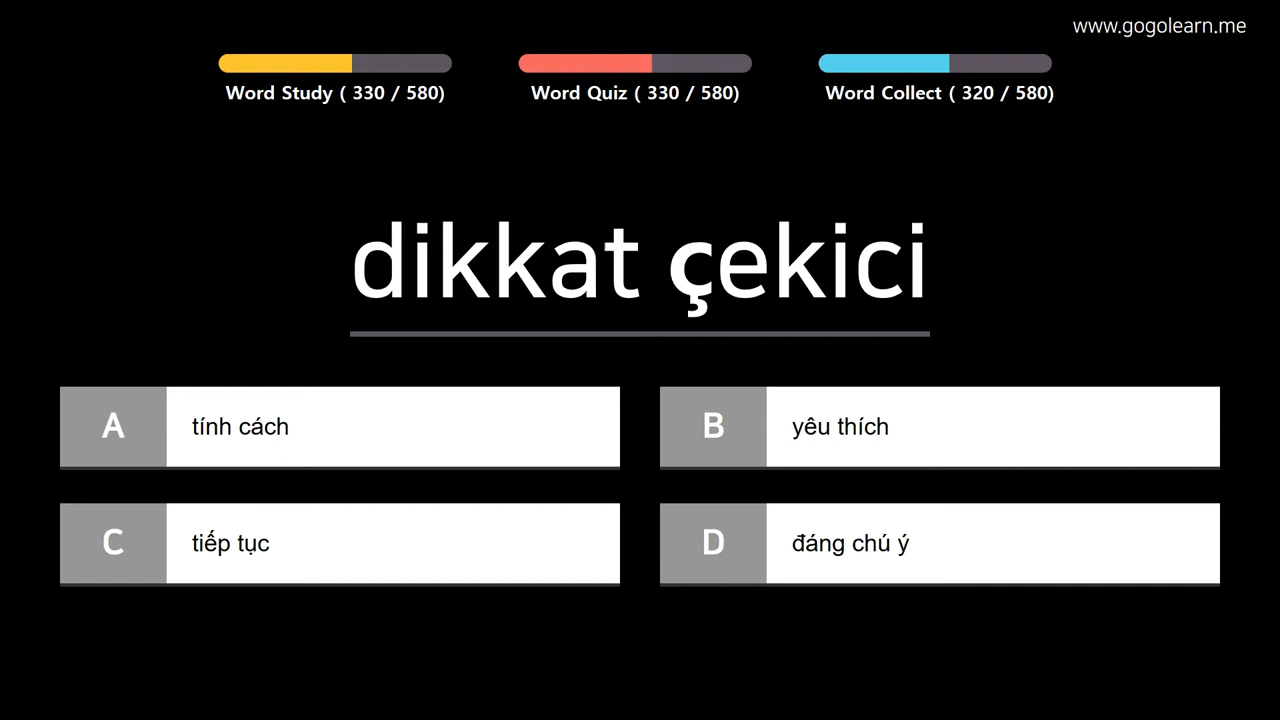 www.gogolearn.me
Word Study ( 330 / 580)
Word Quiz ( 330 / 580)
Word Collect ( 320 / 580)
dikkat çekici
A tính cách
B yêu thích
C tiếp tục
D đáng chú ý